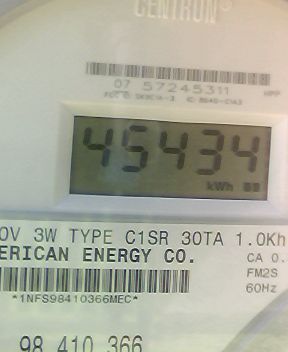 CENTRON®
07 57245311
45434
kWh
0V 3W TYPE C1SR 30TA 1.0Kh
ERICAN ENERGY CO.
CA 0.
FM2S
*1NFS98410366MEC*
60Hz
98 410 366